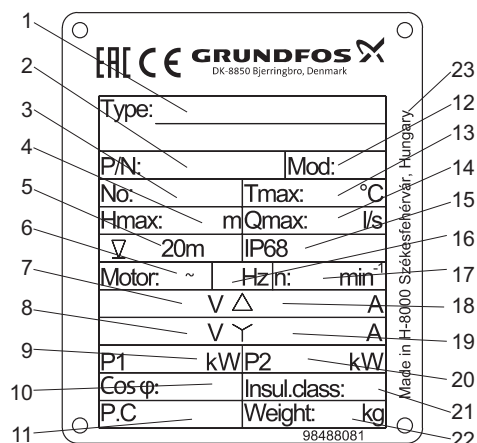 1
2
3
4
5
6
7
8
9
10
11
EAC CE GRUNDFOS X
DK-8850 Bjerringbro, Denmark
Type:
P/N: Mod:
No: Tmax: °C
Hmax: m Qmax: l/s
20m IP68
Motor: ~ Hz n: min⁻¹
V △ A
V Y A
P1 kW P2 kW
Cos φ: Insul.class:
P.C Weight: kg
98488081
Made in H-8000 Székesfehérvár, Hungary
23
12
13
14
15
16
17
18
19
20
21
22